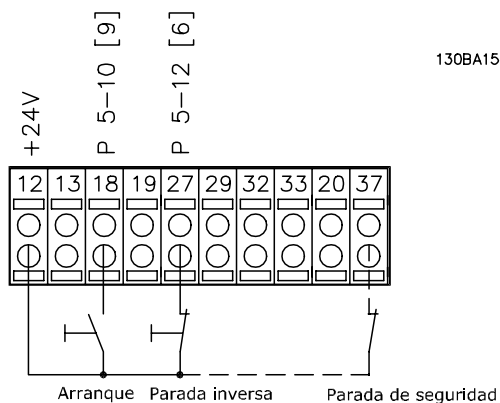 130BA15
+24V
P 5-10 [9]
P 5-12 [6]
12 13 18 19 27 29 32 33 20 37
Arranque Parada inversa Parada de seguridad